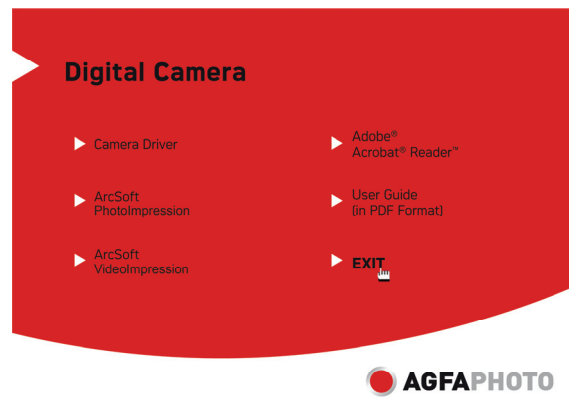 Digital Camera
Camera Driver
ArcSoft
PhotoImpression
ArcSoft
VideoImpression
Adobe®
Acrobat® Reader™
User Guide
(in PDF Format)
EXIT
AGFAPHOTO